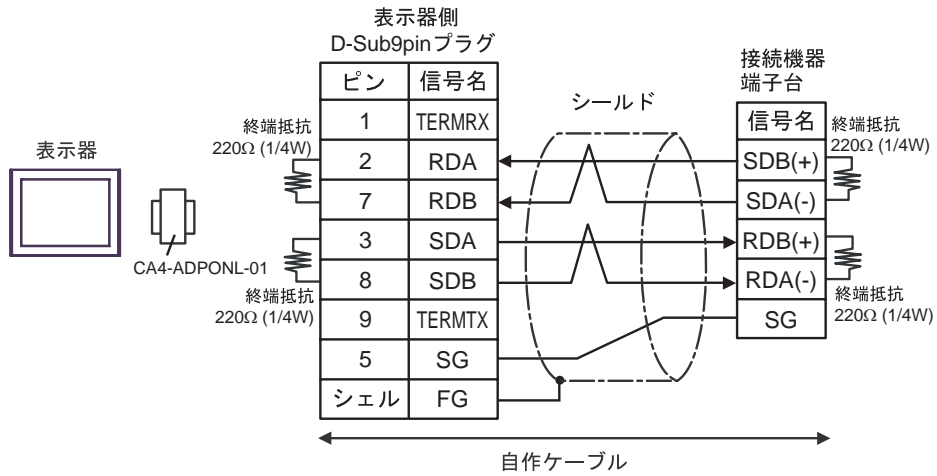 表示器側
D-Sub9pinプラグ
接続機器
端子台
シールド
ピン 信号名
信号名
1 TERMRX
2 RDA
7 RDB
3 SDA
8 SDB
9 TERMTX
5 SG
シェル FG
SDB(+)
SDA(-)
RDB(+)
RDA(-)
SG
終端抵抗
220Ω (1/4W)
終端抵抗
220Ω (1/4W)
終端抵抗
220Ω (1/4W)
終端抵抗
220Ω (1/4W)
表示器
CA4-ADPONL-01
自作ケーブル